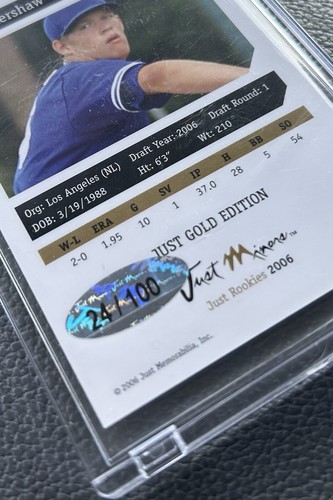 ershaw
Org: Los Angeles (NL) Draft Year: 2006 Draft Round: 1
DOB: 3/19/1988 Ht: 6'3" Wt: 210
W-L ERA G SV IP H BB SO
2-0 1.95 10 1 37.0 28 5 54
JUST GOLD EDITION
24/100
Just Minors™
Just Rookies 2006
© 2006 Just Memorabilia, Inc.